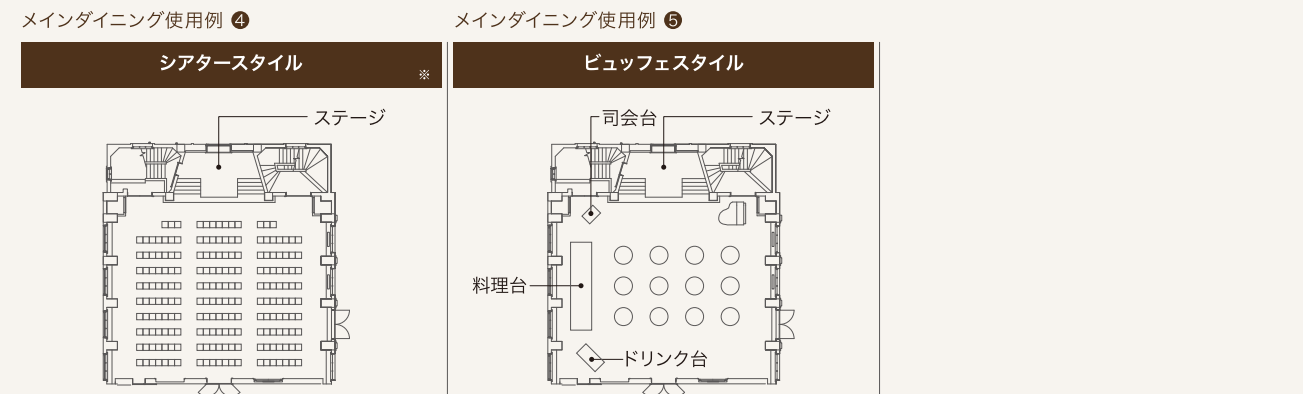 メインダイニング使用例 ❹
シアタースタイル
※
ステージ
メインダイニング使用例 ❺
ビュッフェスタイル
司会台
ステージ
料理台
ドリンク台